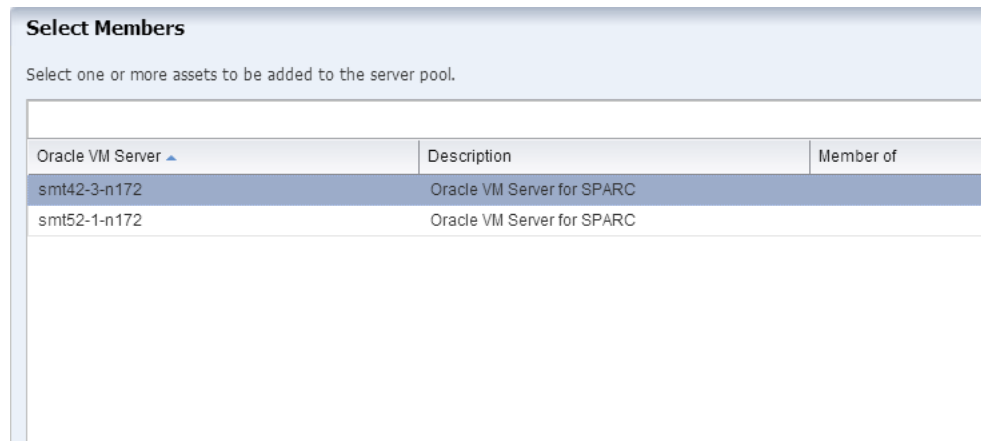 Select Members
Select one or more assets to be added to the server pool.
Oracle VM Server Description Member of
smt42-3-n172 Oracle VM Server for SPARC
smt52-1-n172 Oracle VM Server for SPARC